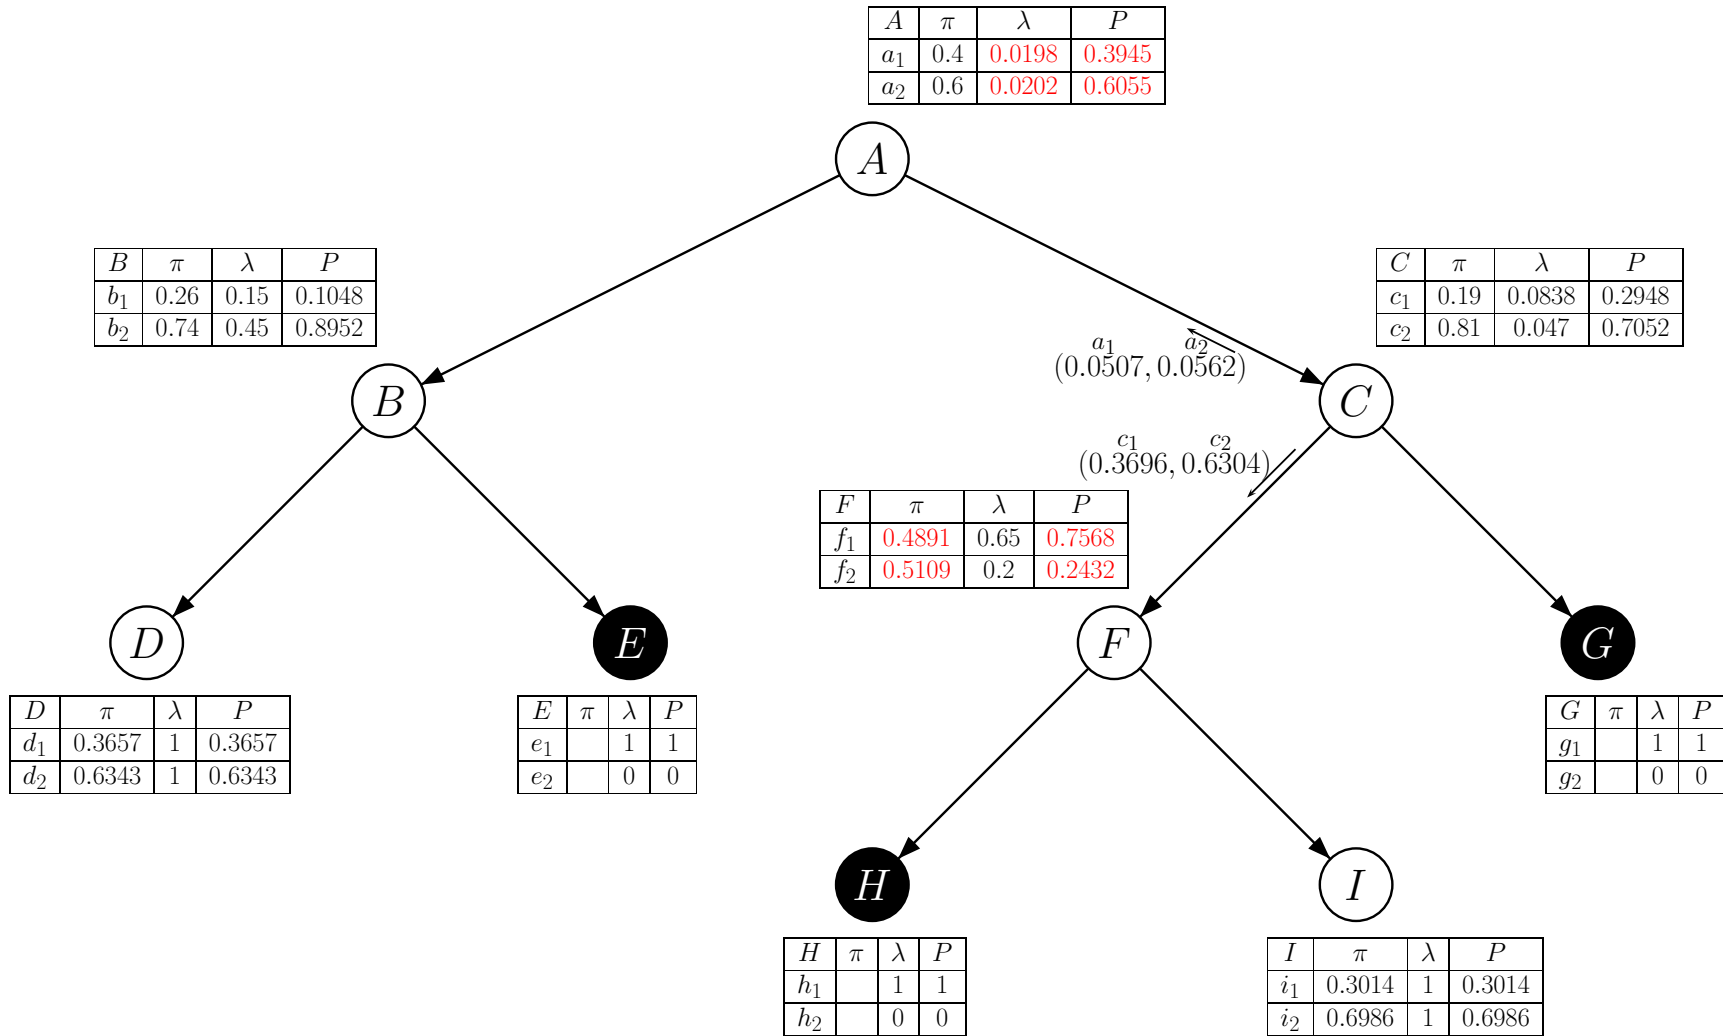 A π λ P
a1 0.4 0.0198 0.3945
a2 0.6 0.0202 0.6055
A
B π λ P
b1 0.26 0.15 0.1048
b2 0.74 0.45 0.8952
C π λ P
c1 0.19 0.0838 0.2948
c2 0.81 0.047 0.7052
a1 a2
(0.0507, 0.0562)
B
C
c1 c2
(0.3696, 0.6304)
F π λ P
f1 0.4891 0.65 0.7568
f2 0.5109 0.2 0.2432
D
E
F
G
D π λ P
d1 0.3657 1 0.3657
d2 0.6343 1 0.6343
E π λ P
e1 1 1
e2 0 0
G π λ P
g1 1 1
g2 0 0
H
I
H π λ P
h1 1 1
h2 0 0
I π λ P
i1 0.3014 1 0.3014
i2 0.6986 1 0.6986